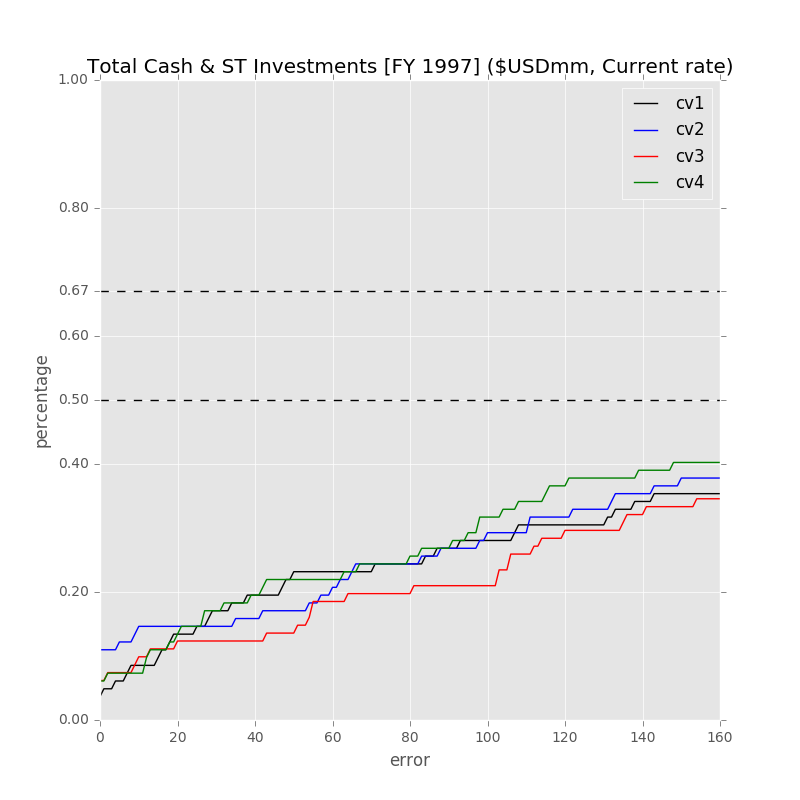 Total Cash & ST Investments [FY 1997] ($USDmm, Current rate)
1.00
0.80
0.67
0.60
0.50
0.40
0.20
0.00
percentage
cv1
cv2
cv3
cv4
0 20 40 60 80 100 120 140 160
error